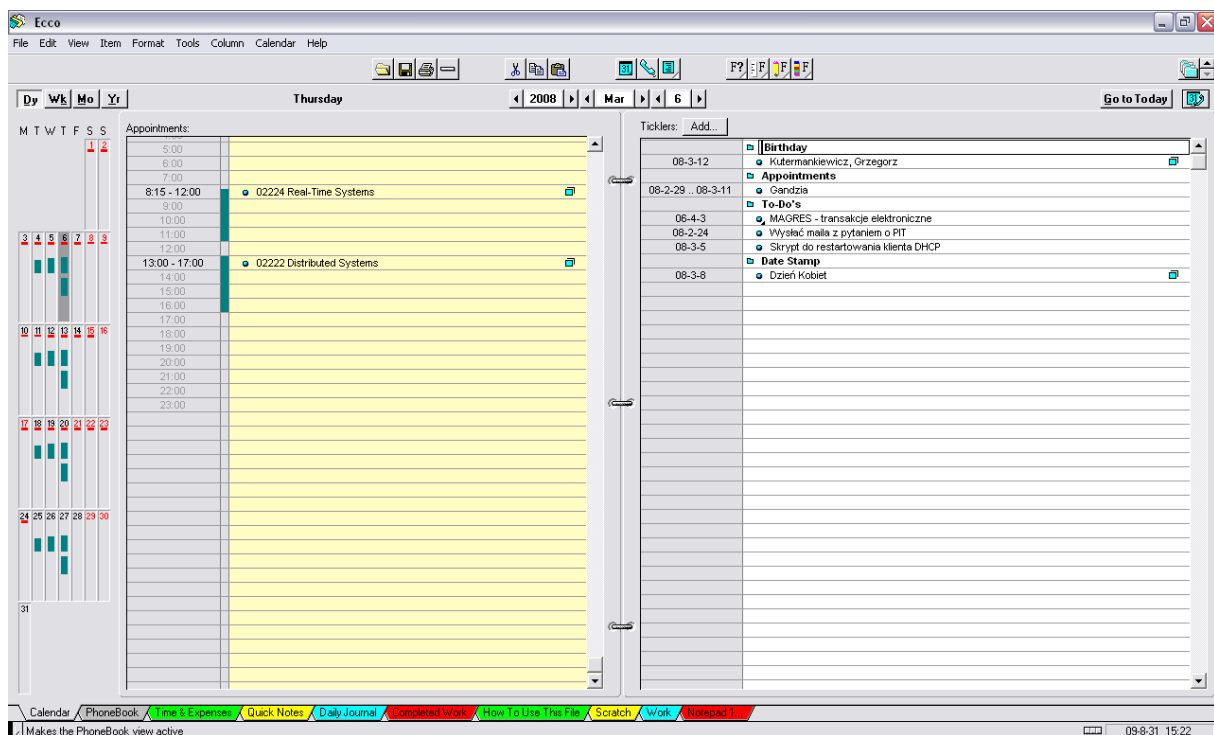 Ecco
File Edit View Item Format Tools Column Calendar Help
31 F? F F F
Dy Wk Mo Yr Thursday 2008 Mar 6 Go to Today 31
M T W T F S S
1 2
3 4 5 6 7 8 9
10 11 12 13 14 15 16
17 18 19 20 21 22 23
24 25 26 27 28 29 30
31
Appointments:
5:00
6:00
7:00
8:15 - 12:00 02224 Real-Time Systems
9:00
10:00
11:00
12:00
13:00 - 17:00 02222 Distributed Systems
14:00
15:00
16:00
17:00
18:00
19:00
20:00
21:00
22:00
23:00
Ticklers: Add...
Birthday
08-3-12 Kutermankiewicz, Grzegorz
Appointments
08-2-29 .. 08-3-11 Gandzia
To-Do's
06-4-3 MAGRES - transakcje elektroniczne
08-2-24 Wysłać maila z pytaniem o PIT
08-3-5 Skrypt do restartowania klienta DHCP
Date Stamp
08-3-8 Dzień Kobiet
Calendar PhoneBook Time & Expenses Quick Notes Daily Journal Completed Work How To Use This File Scratch Work Notepad 1...
Makes the PhoneBook view active 09-8-31 15:22